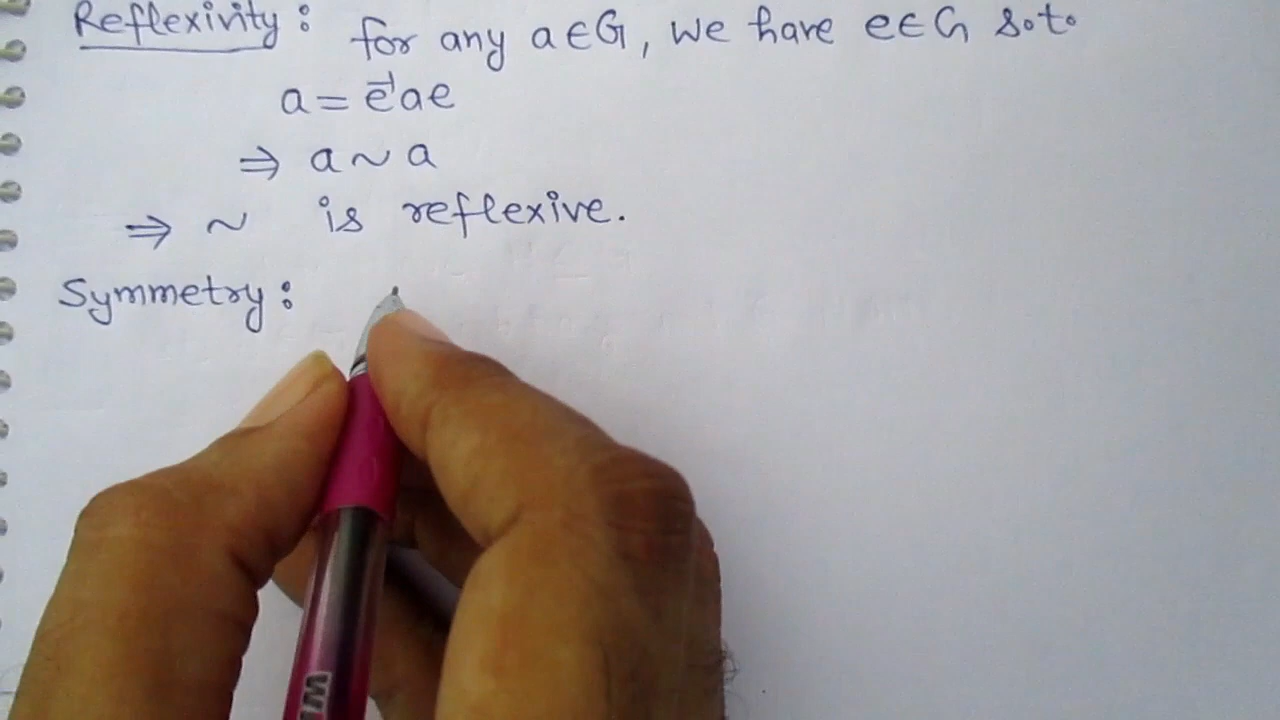 Reflexivity: for any a∈G, we have e∈G s.t.
a = e⁻¹ae
⇒ a ~ a
⇒ ~ is reflexive.
Symmetry: